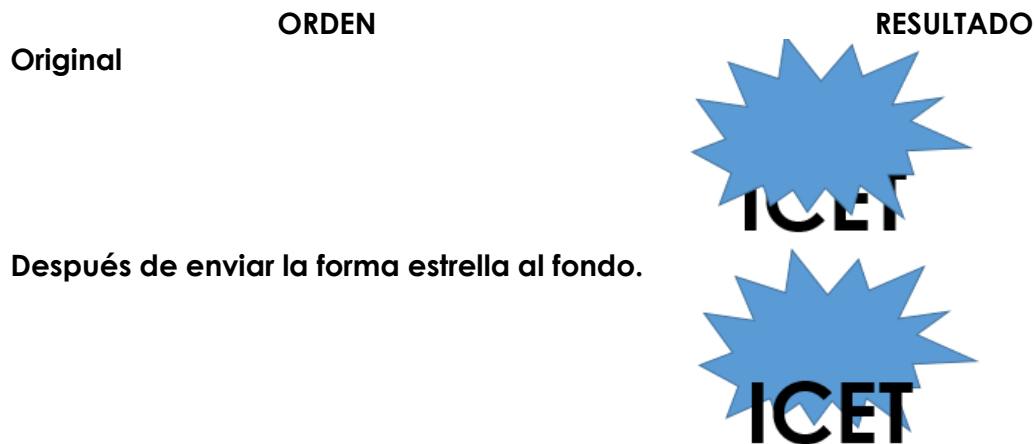 ORDEN RESULTADO
Original
ICET
Después de enviar la forma estrella al fondo.
ICET